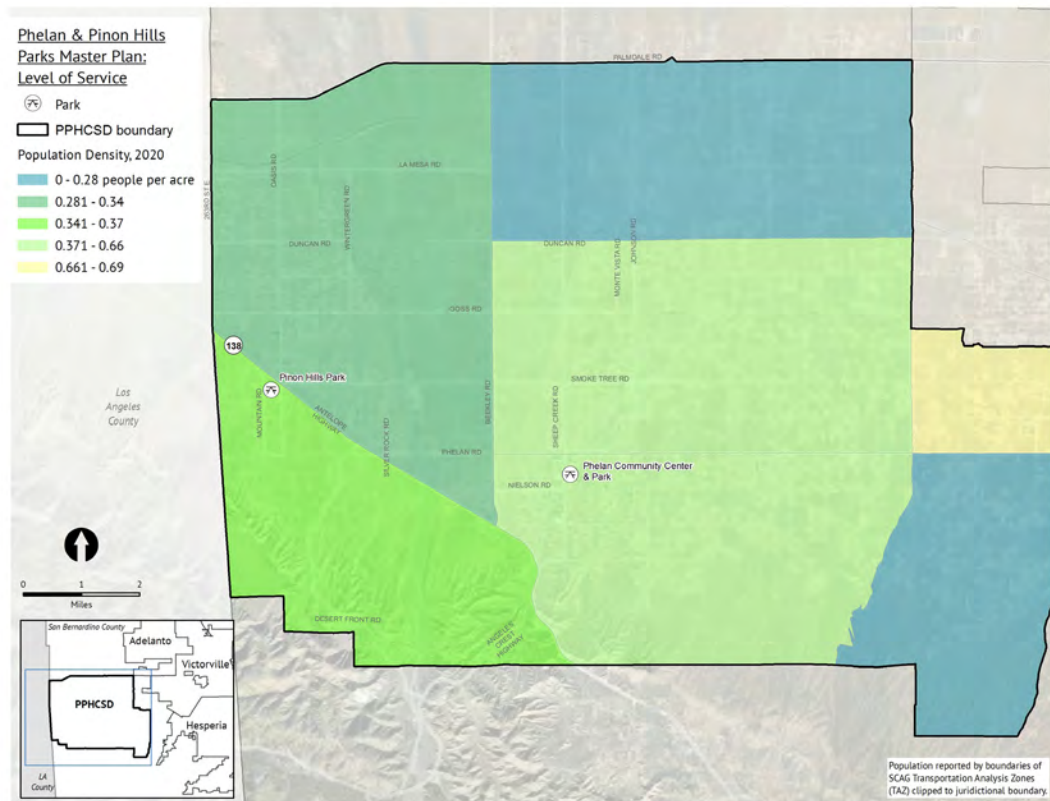 Phelan & Pinon Hills
Parks Master Plan:
Level of Service
Park
PPHCSD boundary
Population Density, 2020
0 - 0.28 people per acre
0.281 - 0.34
0.341 - 0.37
0.371 - 0.66
0.661 - 0.69
PALMDALE RD
263RD ST E
OASIS RD
LA MESA RD
WINTERGREEN RD
DUNCAN RD
DUNCAN RD
MONTE VISTA RD
JOHNSON RD
GOSS RD
138
Pinon Hills Park
SMOKE TREE RD
Los
Angeles
County
MOUNTAIN RD
ANTELOPE
HIGHWAY
BEEKLEY RD
SHEEP CREEK RD
SILVER ROCK RD
PHELAN RD
Phelan Community Center
& Park
NIELSON RD
0 1 2
Miles
DESERT FRONT RD
ANGELES
CREST
HIGHWAY
San Bernardino County
Adelanto
Victorville
PPHCSD
Hesperia
LA
County
Population reported by boundaries of
SCAG Transportation Analysis Zones
(TAZ) clipped to juridictional boundary.